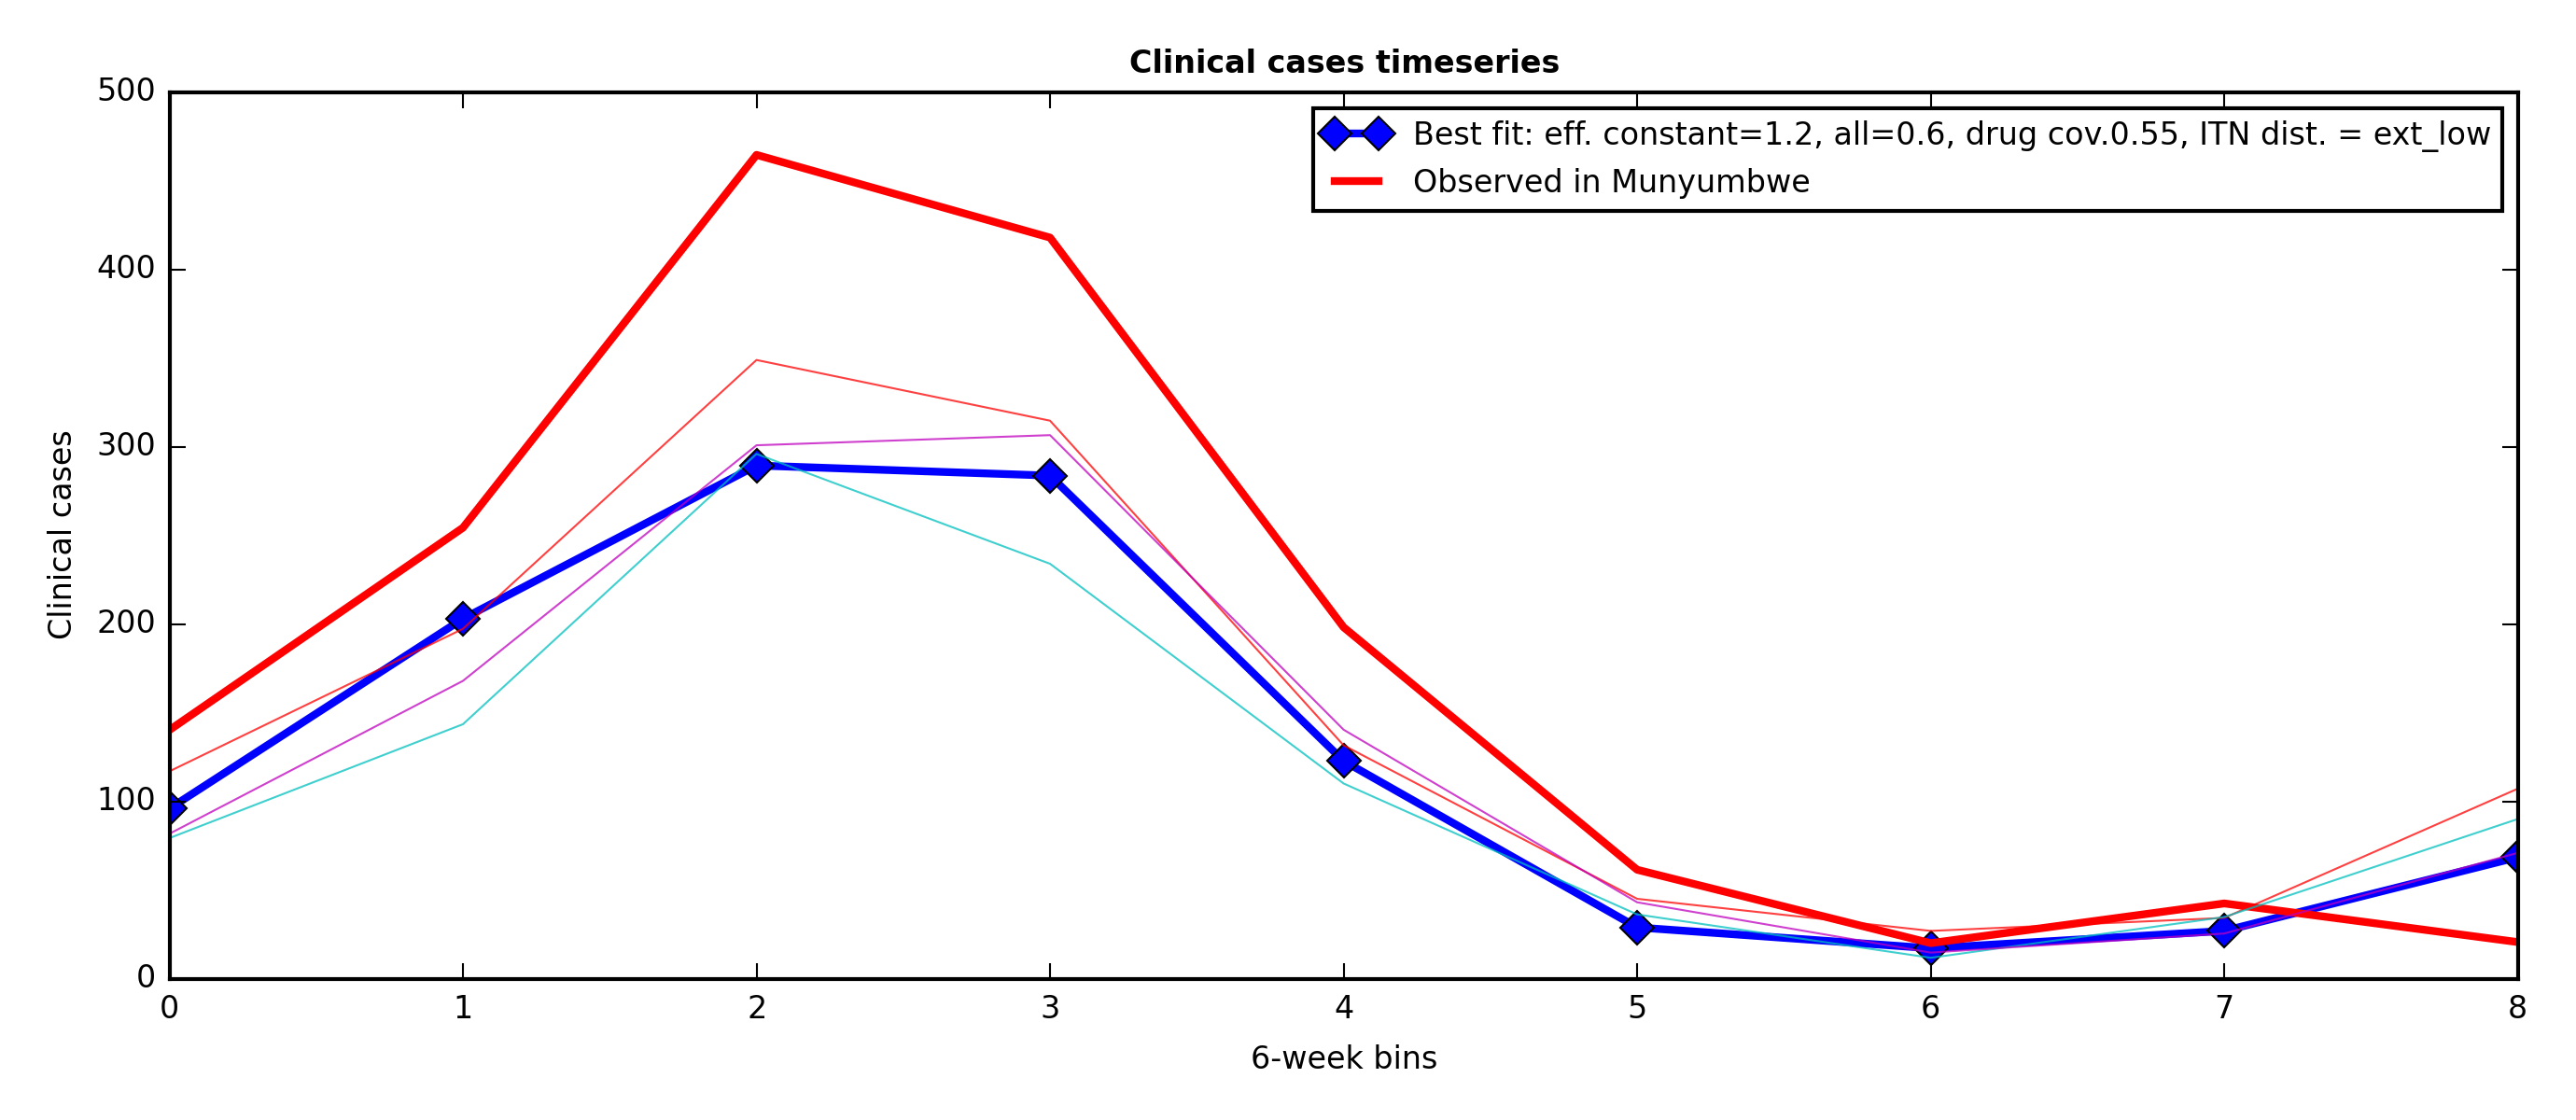 Clinical cases timeseries
500
400
300
200
100
0
Clinical cases
Best fit: eff. constant=1.2, all=0.6, drug cov.0.55, ITN dist. = ext_low
Observed in Munyumbwe
0 1 2 3 4 5 6 7 8
6-week bins